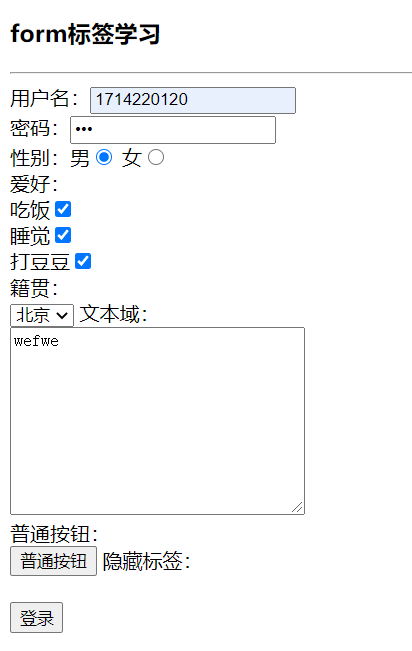 form标签学习
用户名：1714220120
密码：•••
性别：男 女
爱好：
吃饭
睡觉
打豆豆
籍贯：
北京 文本域：
wefwe
普通按钮：
普通按钮 隐藏标签：
登录